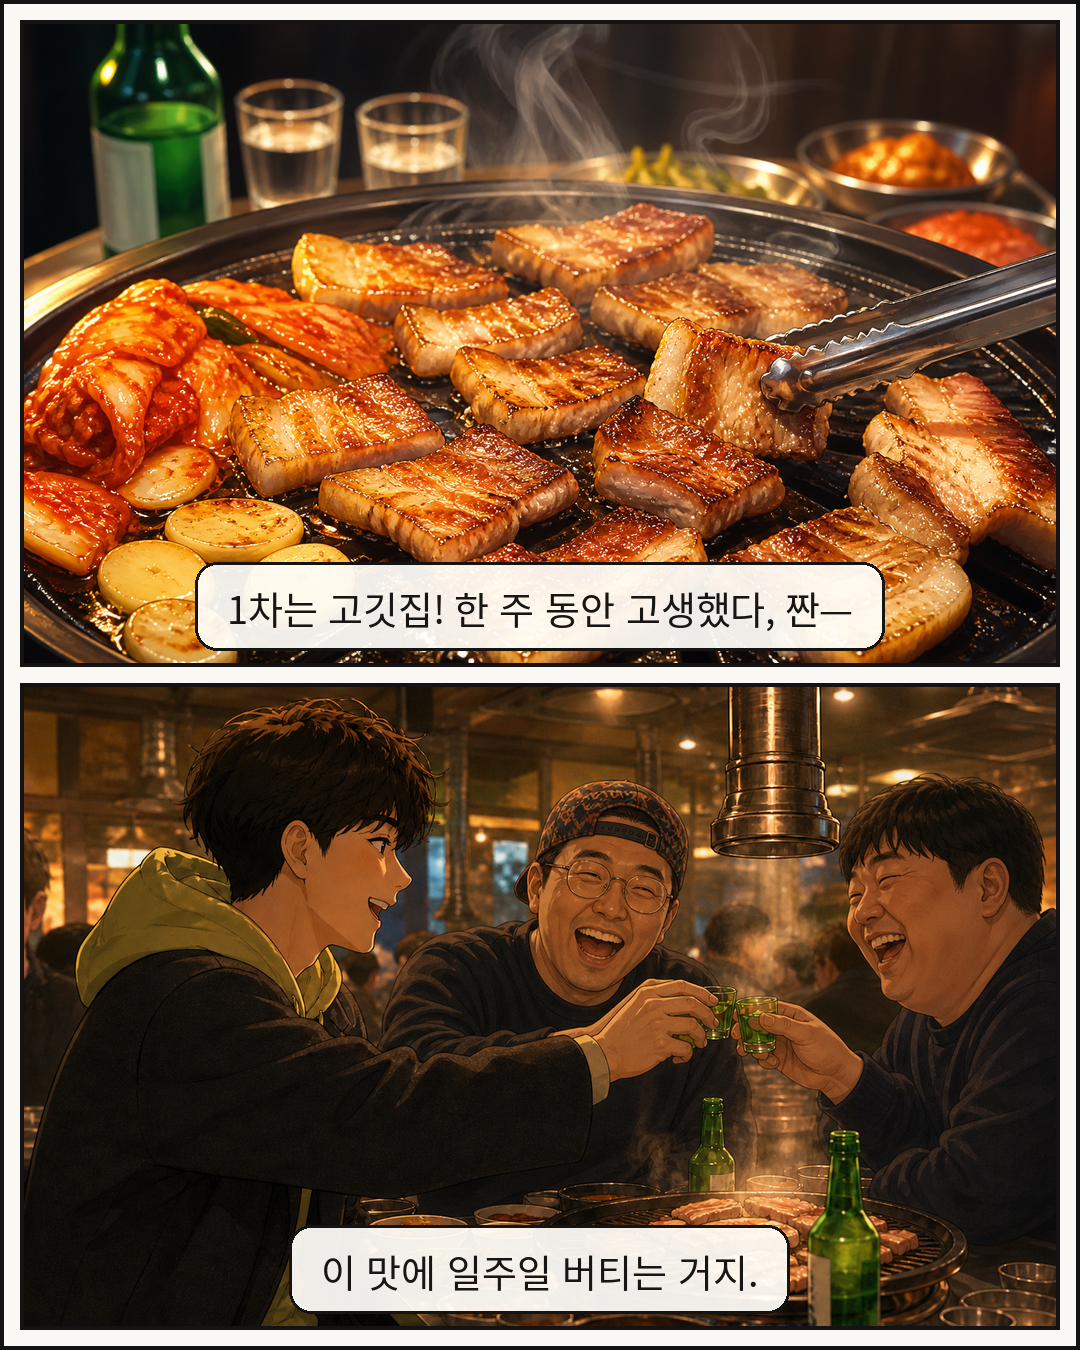 1차는 고깃집! 한 주 동안 고생했다, 짠—
이 맛에 일주일 버티는 거지.